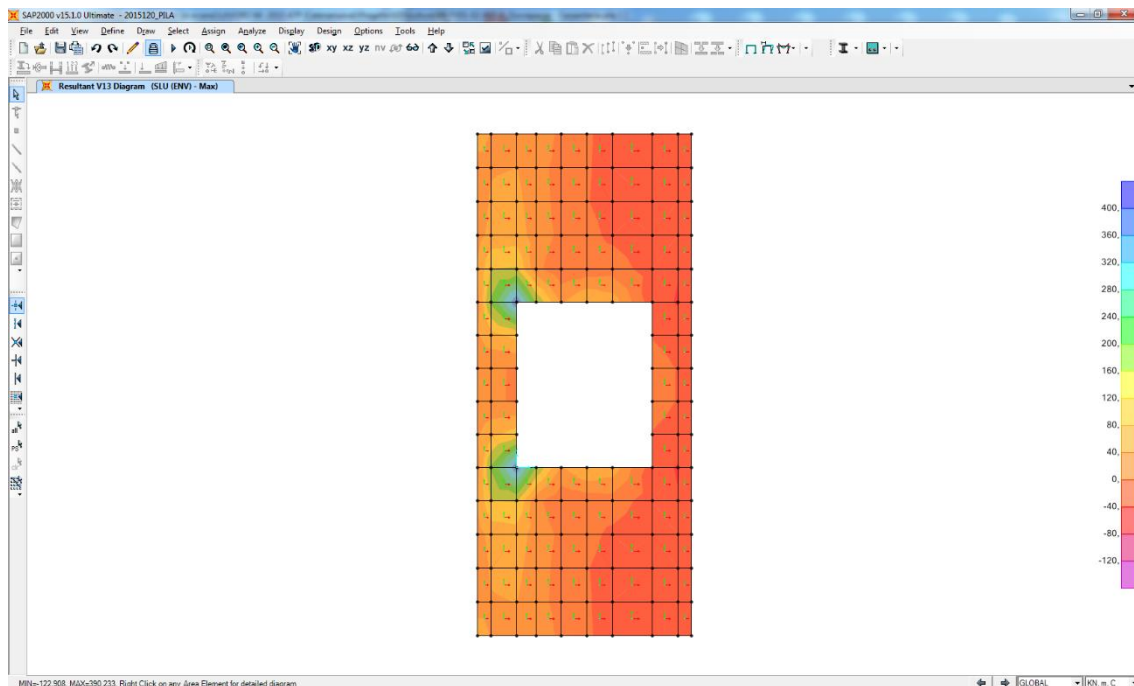 SAP2000 v15.1.0 Ultimate - 2015120_PILA
File Edit View Define Draw Select Assign Analyze Display Design Options Tools Help
xy xz yz nv
Resultant V13 Diagram (SLU (ENV) - Max)
400,
360,
320,
280,
240,
200,
160,
120,
80,
40,
0,
-40,
-80,
-120,
all
PS
MIN=-122.908, MAX=390.233, Right Click on any Area Element for detailed diagram
GLOBAL
KN, m, C